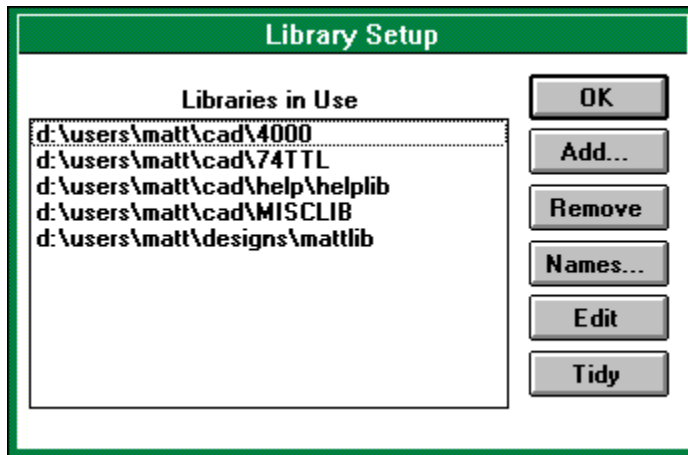 Library Setup
Libraries in Use
d:\users\matt\cad\4000
d:\users\matt\cad\74TTL
d:\users\matt\cad\help\helplib
d:\users\matt\cad\MISCLIB
d:\users\matt\designs\mattlib
OK
Add...
Remove
Names...
Edit
Tidy